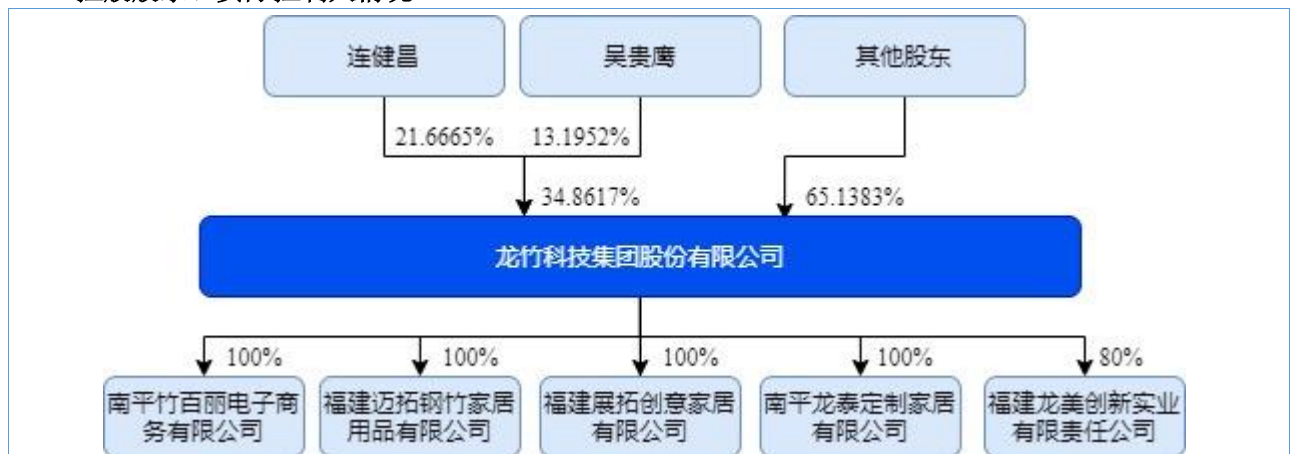 连健昌
吴贵鹰
其他股东
21.6665%
13.1952%
34.8617%
65.1383%
龙竹科技集团股份有限公司
100%
100%
100%
100%
80%
南平竹百丽电子商
务有限公司
福建迈拓钢竹家居
用品有限公司
福建展拓创意家居
有限公司
南平龙泰定制家居
有限公司
福建龙美创新实业
有限责任公司